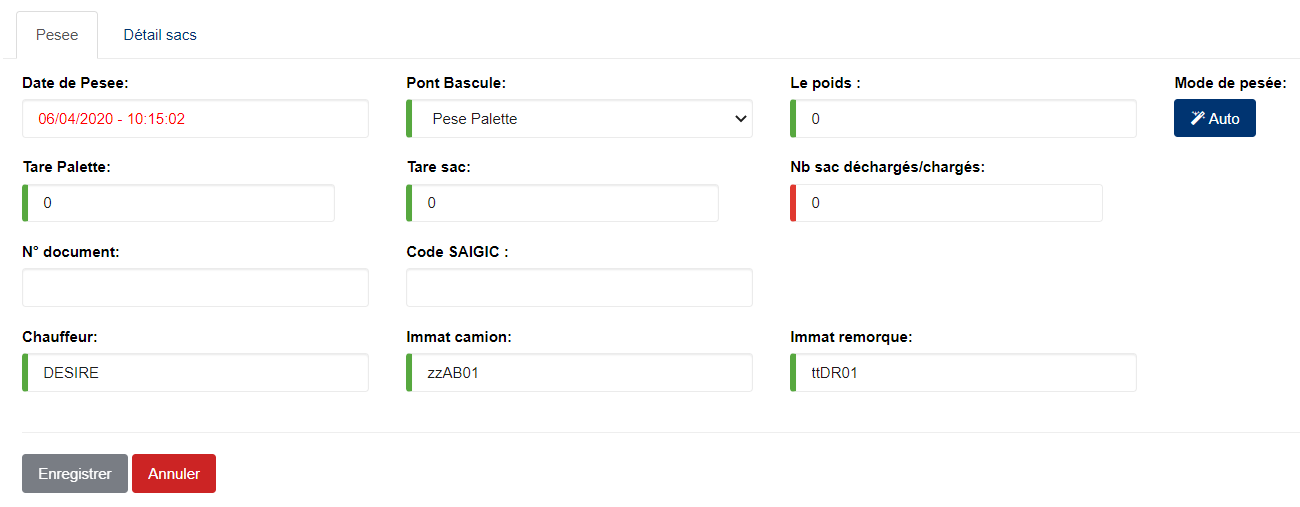 Pesee Détail sacs
Date de Pesee: Pont Bascule: Le poids : Mode de pesée:
06/04/2020 - 10:15:02 Pese Palette 0 Auto
Tare Palette: Tare sac: Nb sac déchargés/chargés:
0 0 0
N° document: Code SAIGIC :
Chauffeur: Immat camion: Immat remorque:
DESIRE zzAB01 ttDR01
Enregistrer Annuler